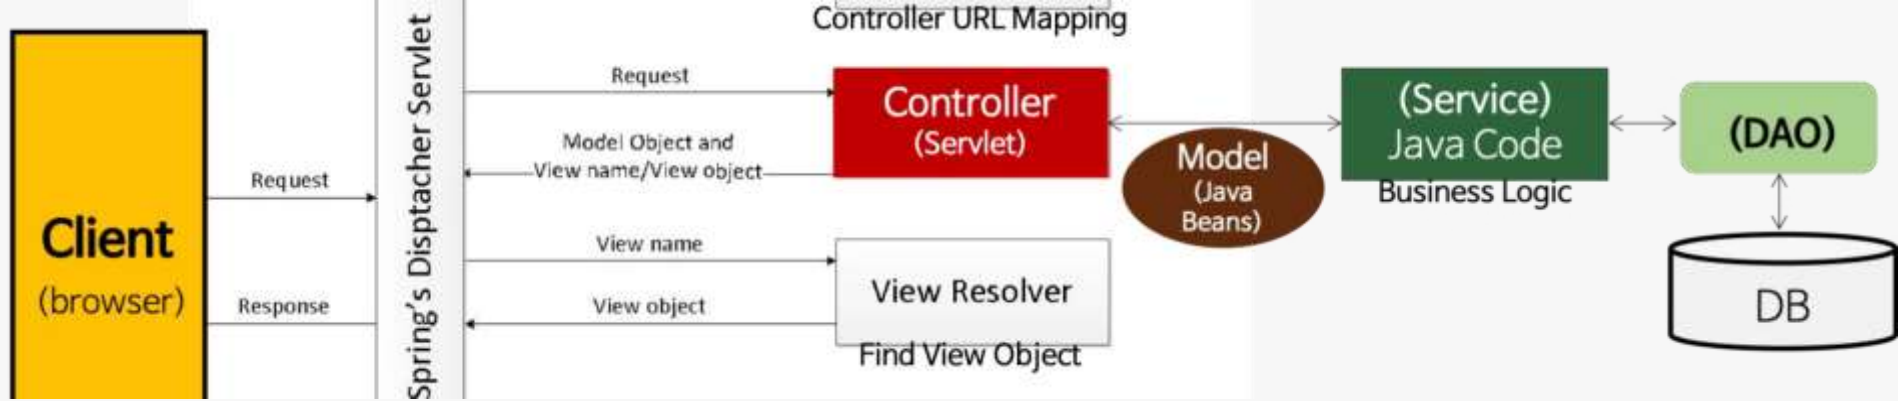 Controller URL Mapping
Client
(browser)
Request
Response
Spring's Disptacher Servlet
Request
Model Object and
View name/View object
View name
View object
Controller
(Servlet)
View Resolver
Find View Object
Model
(Java
Beans)
(Service)
Java Code
Business Logic
(DAO)
DB